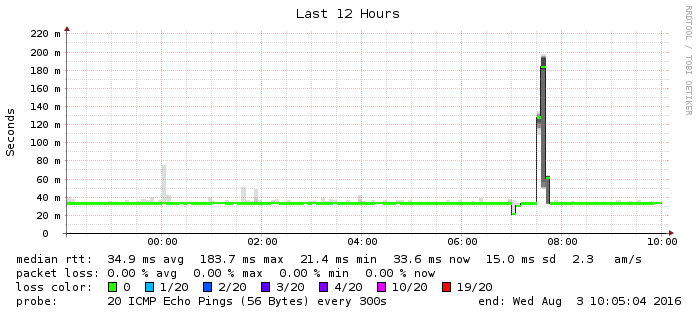 Last 12 Hours
RRDTOOL / TOBI OETIKER
Seconds
220 m
200 m
180 m
160 m
140 m
120 m
100 m
80 m
60 m
40 m
20 m
0
00:00 02:00 04:00 06:00 08:00 10:00
median rtt: 34.9 ms avg 183.7 ms max 21.4 ms min 33.6 ms now 15.0 ms sd 2.3 am/s
packet loss: 0.00 % avg 0.00 % max 0.00 % min 0.00 % now
loss color: 0 1/20 2/20 3/20 4/20 10/20 19/20
probe: 20 ICMP Echo Pings (56 Bytes) every 300s end: Wed Aug 3 10:05:04 2016